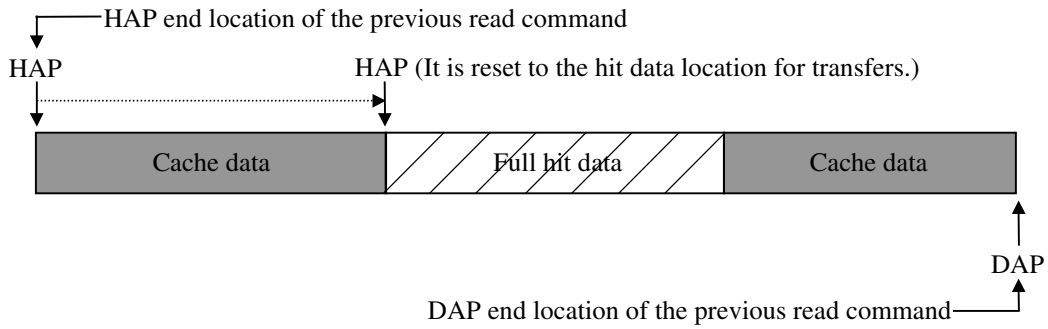 HAP end location of the previous read command
HAP
HAP (It is reset to the hit data location for transfers.)
Cache data
Full hit data
Cache data
DAP
DAP end location of the previous read command